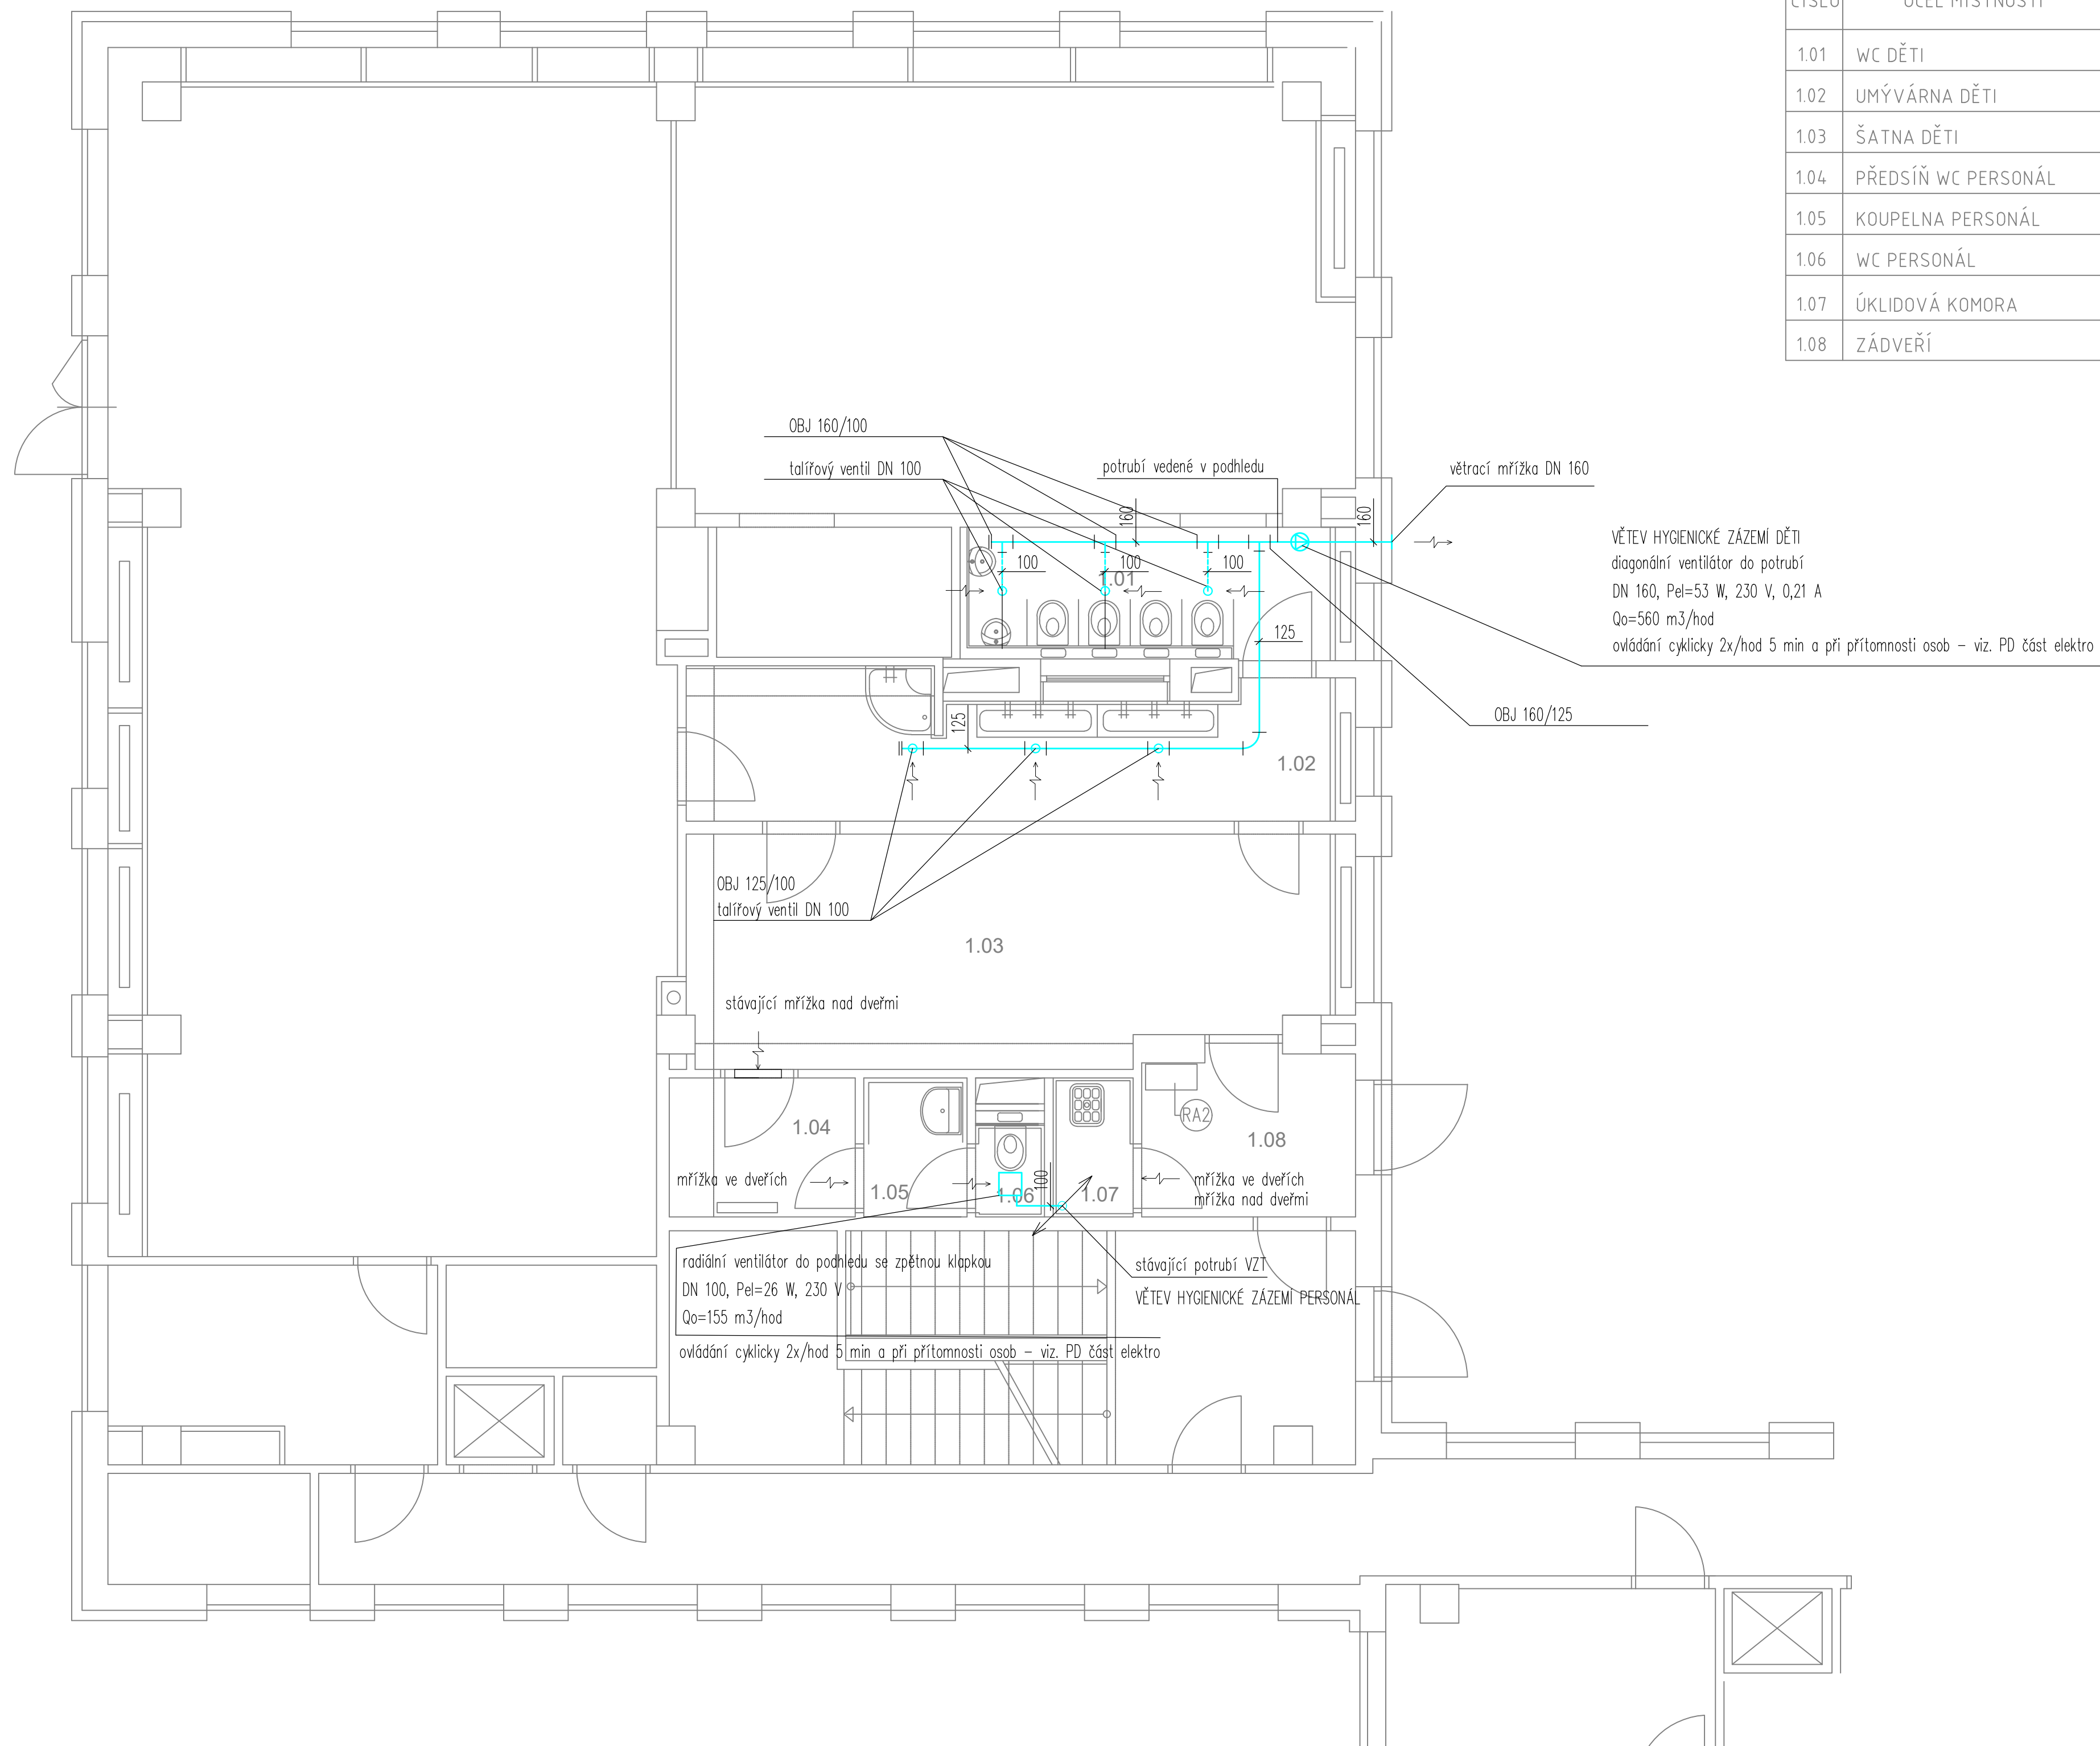 ČÍSLO ÚČEL MÍSTNOSTI
1.01 WC DĚTI
1.02 UMÝVÁRNA DĚTI
1.03 ŠATNA DĚTI
1.04 PŘEDSÍŇ WC PERSONÁL
1.05 KOUPELNA PERSONÁL
1.06 WC PERSONÁL
1.07 ÚKLIDOVÁ KOMORA
1.08 ZÁDVEŘÍ
OBJ 160/100
talířový ventil DN 100
potrubí vedené v podhledu
větrací mřížka DN 160
160
160
VĚTEV HYGIENICKÉ ZÁZEMÍ DĚTI
diagonální ventilátor do potrubí
DN 160, Pel=53 W, 230 V, 0,21 A
Qo=560 m3/hod
ovládání cyklicky 2x/hod 5 min a při přítomnosti osob – viz. PD část elektro
100
100
100
1.01
125
OBJ 160/125
125
1.02
OBJ 125/100
talířový ventil DN 100
1.03
stávající mřížka nad dveřmi
RA2
1.04
1.08
mřížka ve dveřích
1.05
100
1.06
1.07
mřížka ve dveřích
mřížka nad dveřmi
radiální ventilátor do podhledu se zpětnou klapkou
DN 100, Pel=26 W, 230 V
Qo=155 m3/hod
ovládání cyklicky 2x/hod 5 min a při přítomnosti osob – viz. PD část elektro
stávající potrubí VZT
VĚTEV HYGIENICKÉ ZÁZEMÍ PERSONÁL